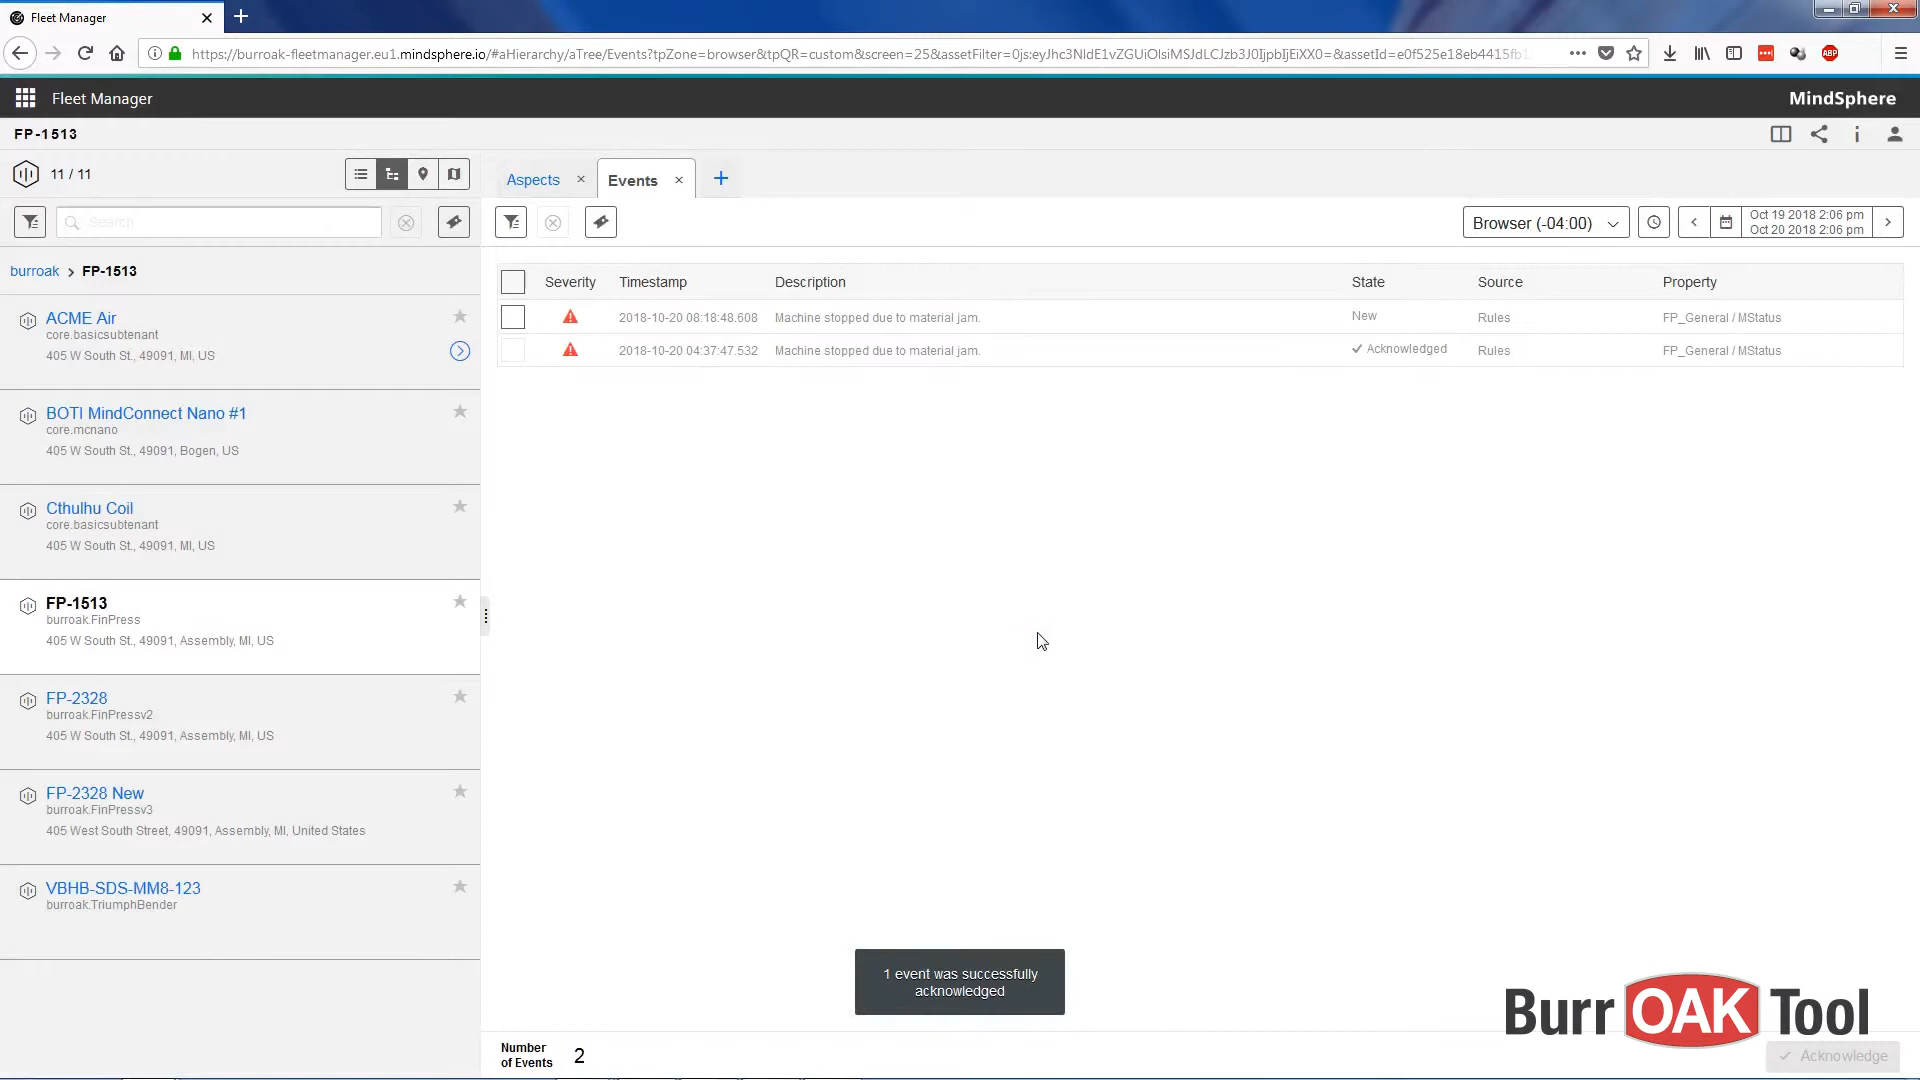 Fleet Manager
https://burroak-fleetmanager.eu1.mindsphere.io/#aHierarchy/aTree/Events?tpZone=browser&tpQR=custom&screen=25&assetFilter=0js:eyJhc3NldE1vZGUiOlsiMSJdLCJzb3J0IjpbIjEiXX0=&assetId=e0f525e18eb4415fb1
ABP
Fleet Manager
MindSphere
FP-1513
11 / 11
Search
burroak > FP-1513
ACME Air
core.basicsubtenant
405 W South St., 49091, MI, US
BOTI MindConnect Nano #1
core.mcnano
405 W South St., 49091, Bogen, US
Cthulhu Coil
core.basicsubtenant
405 W South St., 49091, MI, US
FP-1513
burroak.FinPress
405 W South St., 49091, Assembly, MI, US
FP-2328
burroak.FinPressv2
405 W South St., 49091, Assembly, MI, US
FP-2328 New
burroak.FinPressv3
405 West South Street, 49091, Assembly, MI, United States
VBHB-SDS-MM8-123
burroak.TriumphBender
Aspects
Events
Browser (-04:00)
Oct 19 2018 2:06 pm
Oct 20 2018 2:06 pm
Severity Timestamp Description State Source Property
2018-10-20 08:18:48.608 Machine stopped due to material jam. New Rules FP_General / MStatus
2018-10-20 04:37:47.532 Machine stopped due to material jam. ✓ Acknowledged Rules FP_General / MStatus
1 event was successfully
acknowledged
Number
of Events
2
Burr OAK Tool
✓ Acknowledge